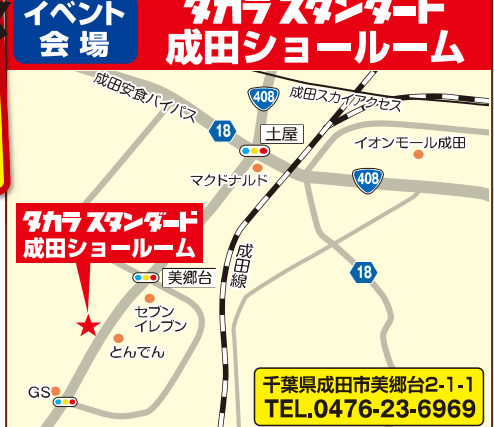 イベント
会場
タカラスタンダード
成田ショールーム
成田安食バイパス
408
成田スカイアクセス
18
土屋
イオンモール成田
マクドナルド
408
タカラスタンダード
成田ショールーム
成田線
美郷台
18
セブン
イレブン
とんでん
GS
千葉県成田市美郷台2-1-1
TEL.0476-23-6969